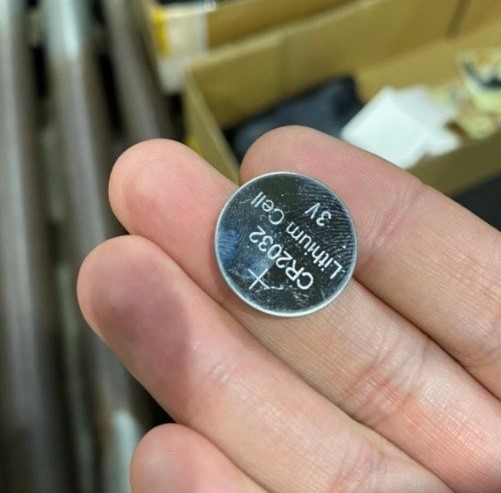 +
CR2032
Lithium Cell
3V